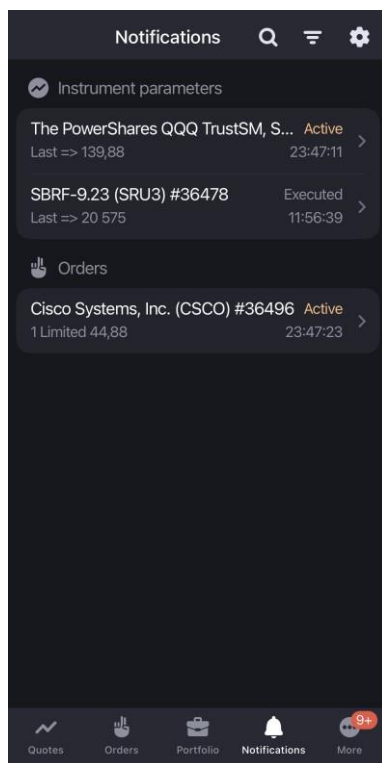 Notifications
Instrument parameters
The PowerShares QQQ TrustSM, S... Active
Last => 139,88 23:47:11
SBRF-9.23 (SRU3) #36478 Executed
Last => 20 575 11:56:39
Orders
Cisco Systems, Inc. (CSCO) #36496 Active
1 Limited 44,88 23:47:23
9+
Quotes Orders Portfolio Notifications More